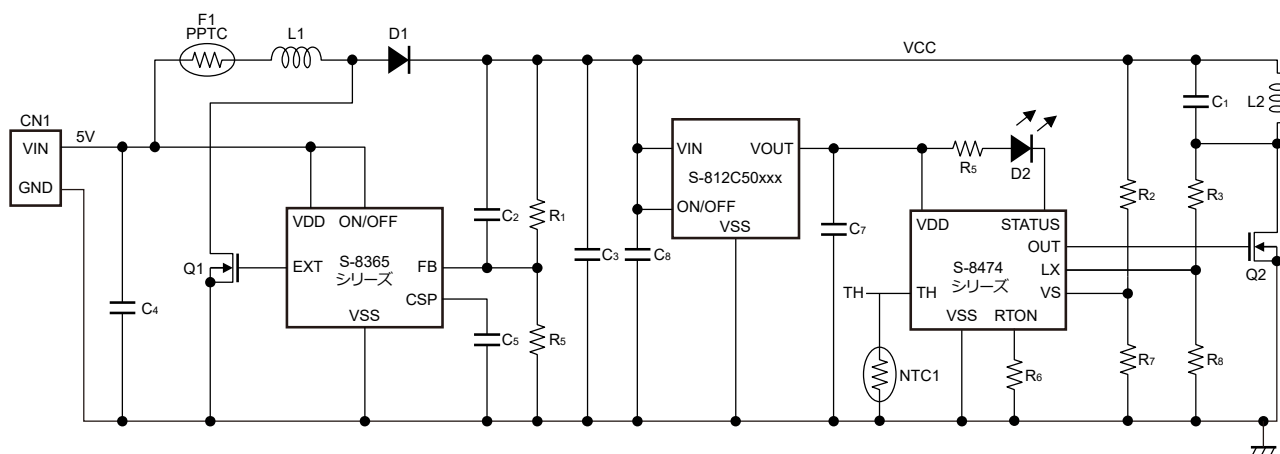 F1
PPTC
L1
D1
VCC
C1
L2
CN1
VIN
GND
5V
VDD
ON/OFF
EXT
S-8365
シリーズ
FB
CSP
VSS
Q1
C4
C2
R1
C5
R5
C3
C8
VIN
VOUT
S-812C50xxx
ON/OFF
VSS
C7
R5
D2
R2
R3
VDD
STATUS
OUT
LX
VS
S-8474
シリーズ
TH
TH
VSS
RTON
Q2
NTC1
R6
R7
R8